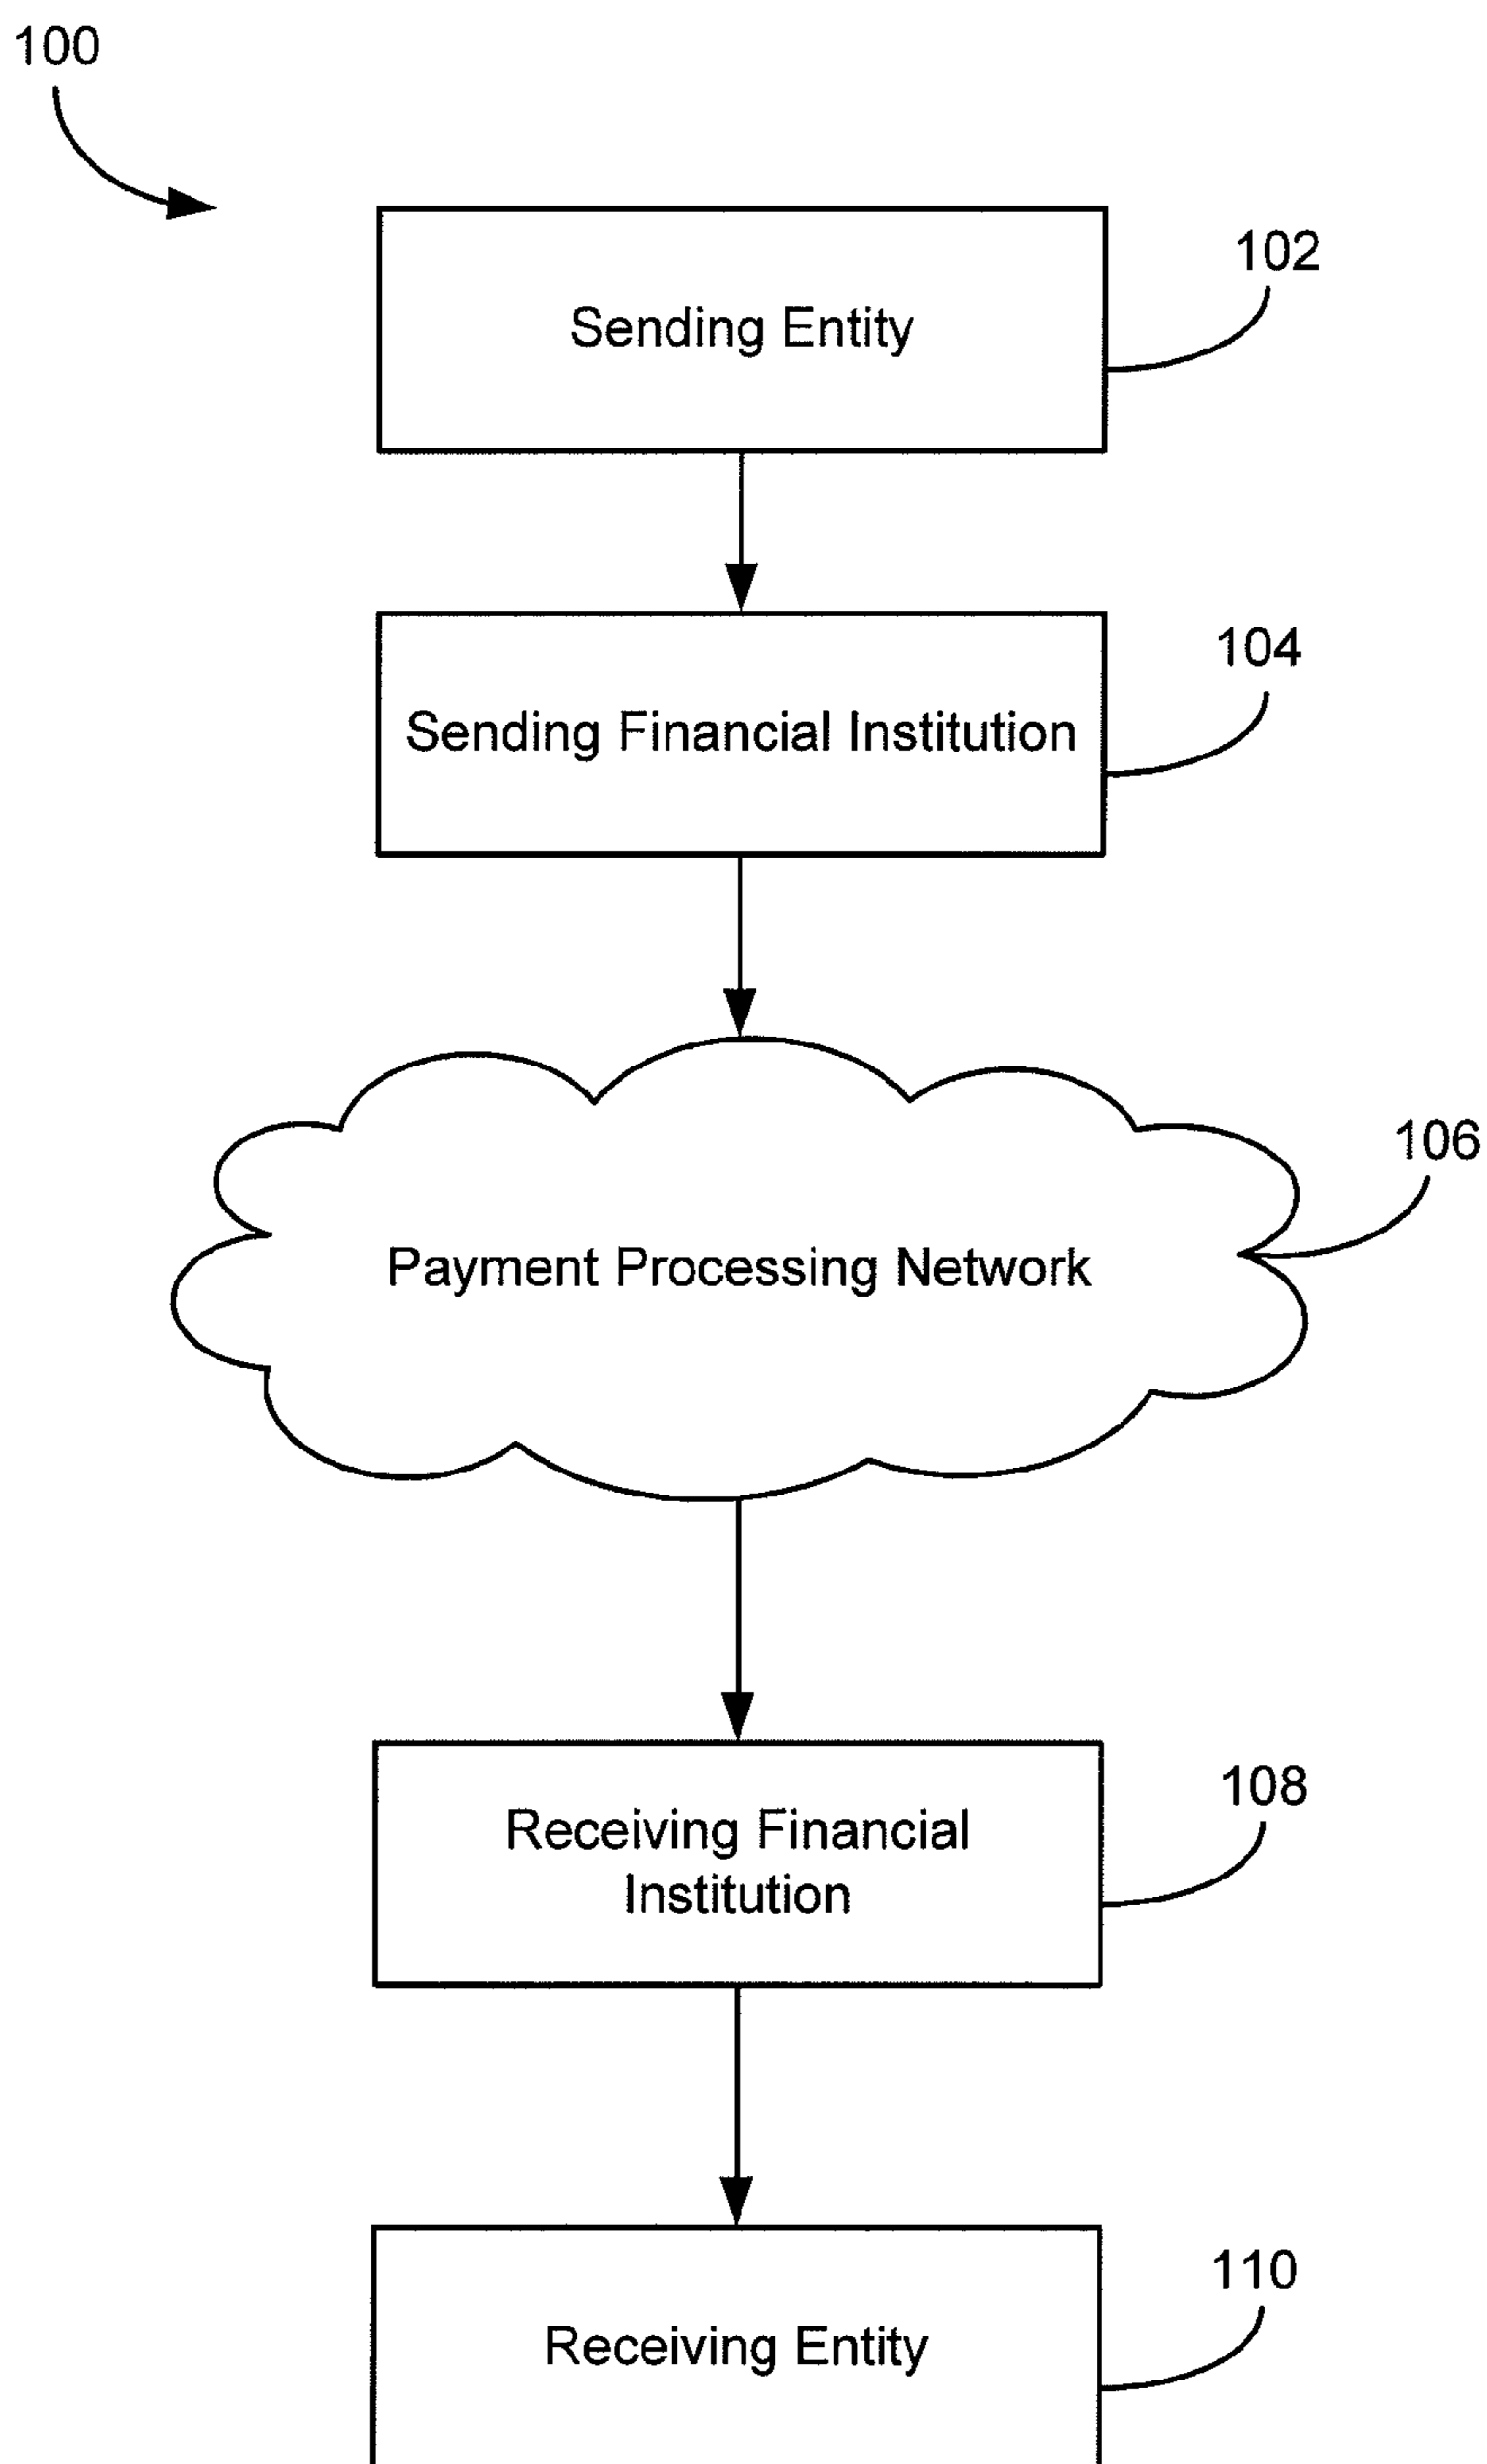 100
102
Sending Entity
104
Sending Financial Institution
106
Payment Processing Network
108
Receiving Financial
Institution
110
Receiving Entity